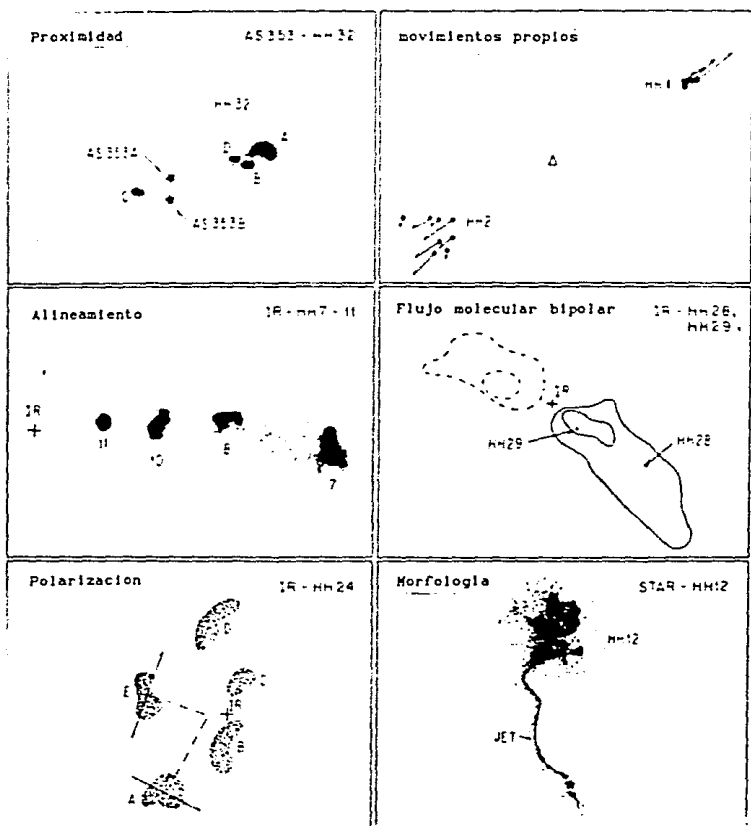 Proximidad AS353-HH32
HH32
A
D
B
AS353A
C
AS353B
movimientos propios
HH1
HH2
Alineamiento IR-HH7-11
IR
11
10
8
7
Flujo molecular bipolar IR-HH28,
HH29,
IR
HH29
HH28
Polarizacion IR-HH24
D
E
C
IR
B
A
Morfologia STAR-HH12
HH12
JET